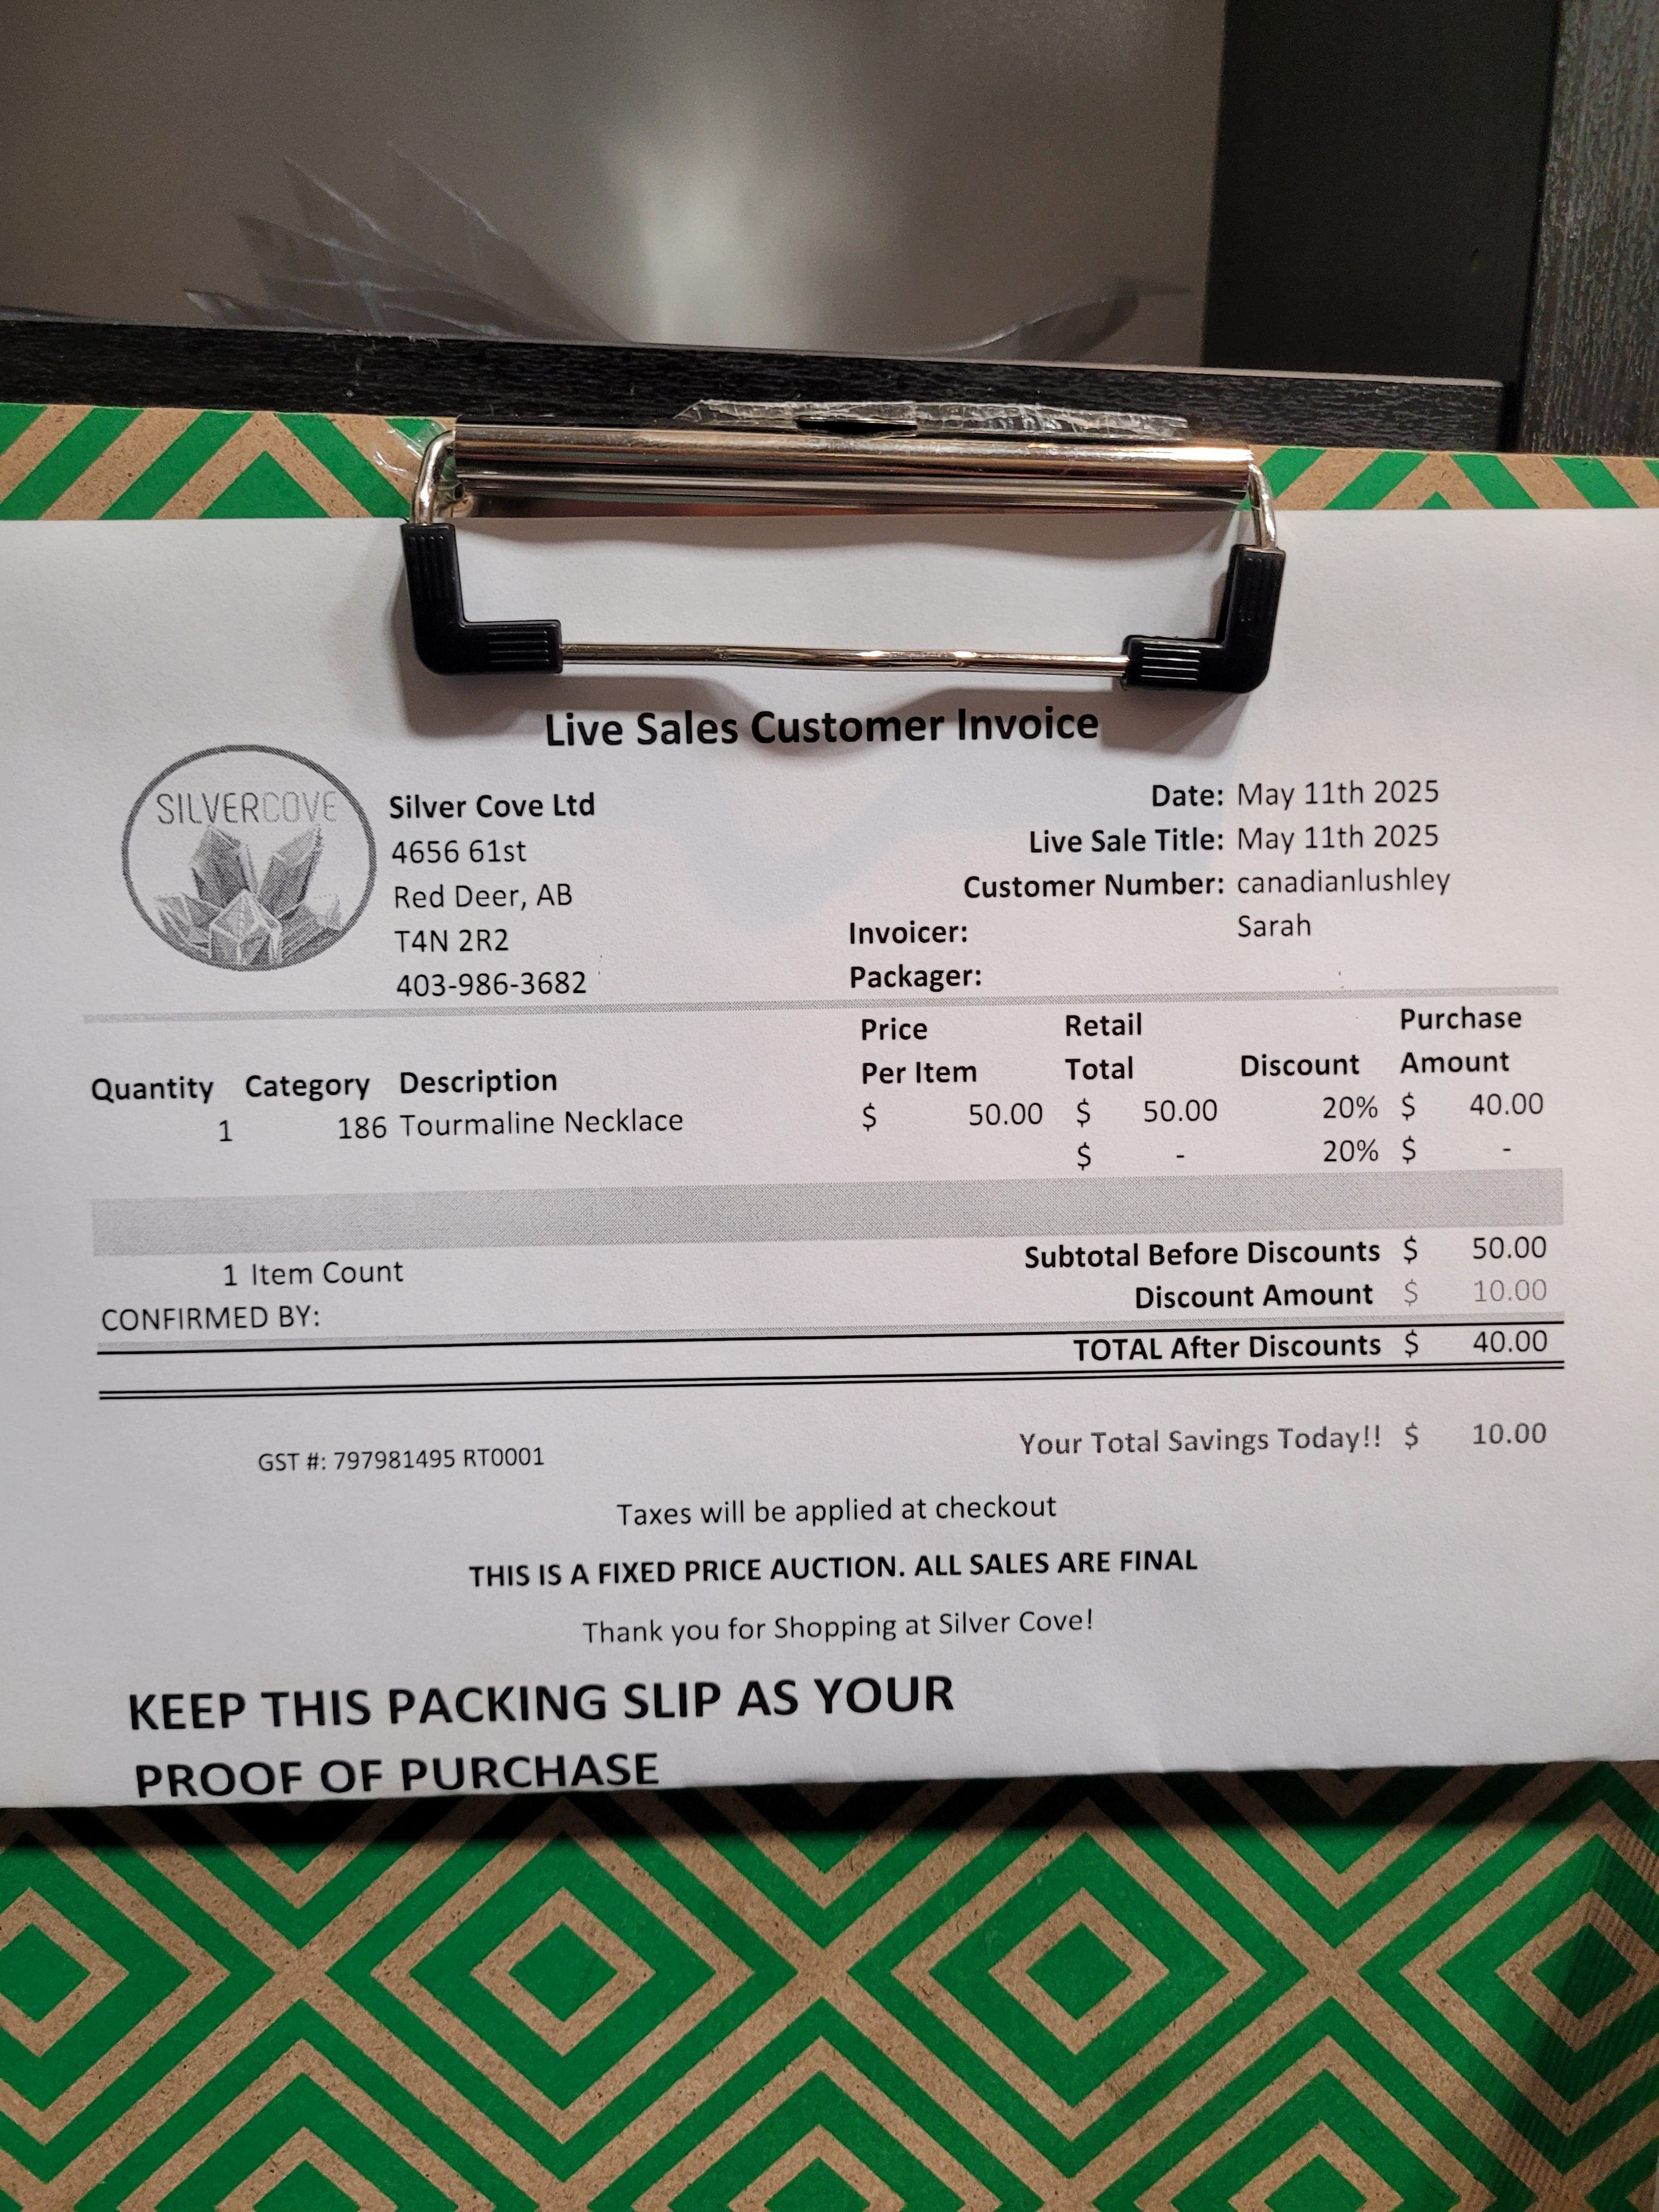 Live Sales Customer Invoice
SILVERCOVE
Silver Cove Ltd
4656 61st
Red Deer, AB
T4N 2R2
403-986-3682
Date: May 11th 2025
Live Sale Title: May 11th 2025
Customer Number: canadianlushley
Invoicer: Sarah
Packager:
Quantity Category Description Price Per Item Retail Total Discount Purchase Amount
1 186 Tourmaline Necklace $ 50.00 $ 50.00 20% $ 40.00
$ - 20% $ -
1 Item Count
CONFIRMED BY:
Subtotal Before Discounts $ 50.00
Discount Amount $ 10.00
TOTAL After Discounts $ 40.00
GST #: 797981495 RT0001
Your Total Savings Today!! $ 10.00
Taxes will be applied at checkout
THIS IS A FIXED PRICE AUCTION. ALL SALES ARE FINAL
Thank you for Shopping at Silver Cove!
KEEP THIS PACKING SLIP AS YOUR
PROOF OF PURCHASE